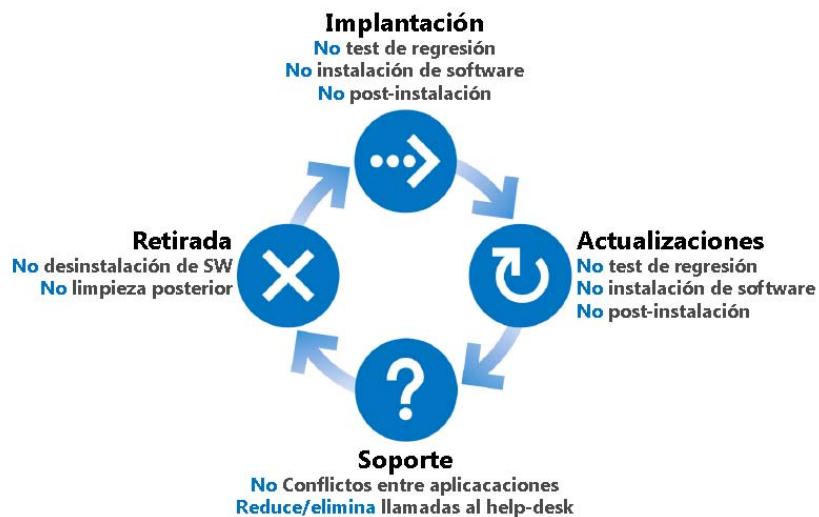 Implantación
No test de regresión
No instalación de software
No post-instalación
Retirada
No desinstalación de SW
No limpieza posterior
Actualizaciones
No test de regresión
No instalación de software
No post-instalación
?
Soporte
No Conflictos entre aplicacaciones
Reduce/elimina llamadas al help-desk